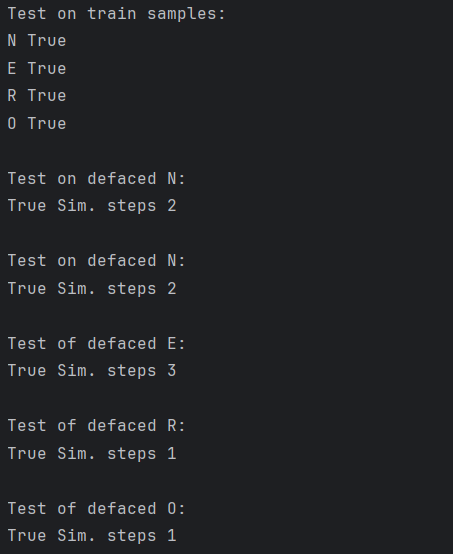 Test on train samples:
N True
E True
R True
O True
Test on defaced N:
True Sim. steps 2
Test on defaced N:
True Sim. steps 2
Test of defaced E:
True Sim. steps 3
Test of defaced R:
True Sim. steps 1
Test of defaced O:
True Sim. steps 1